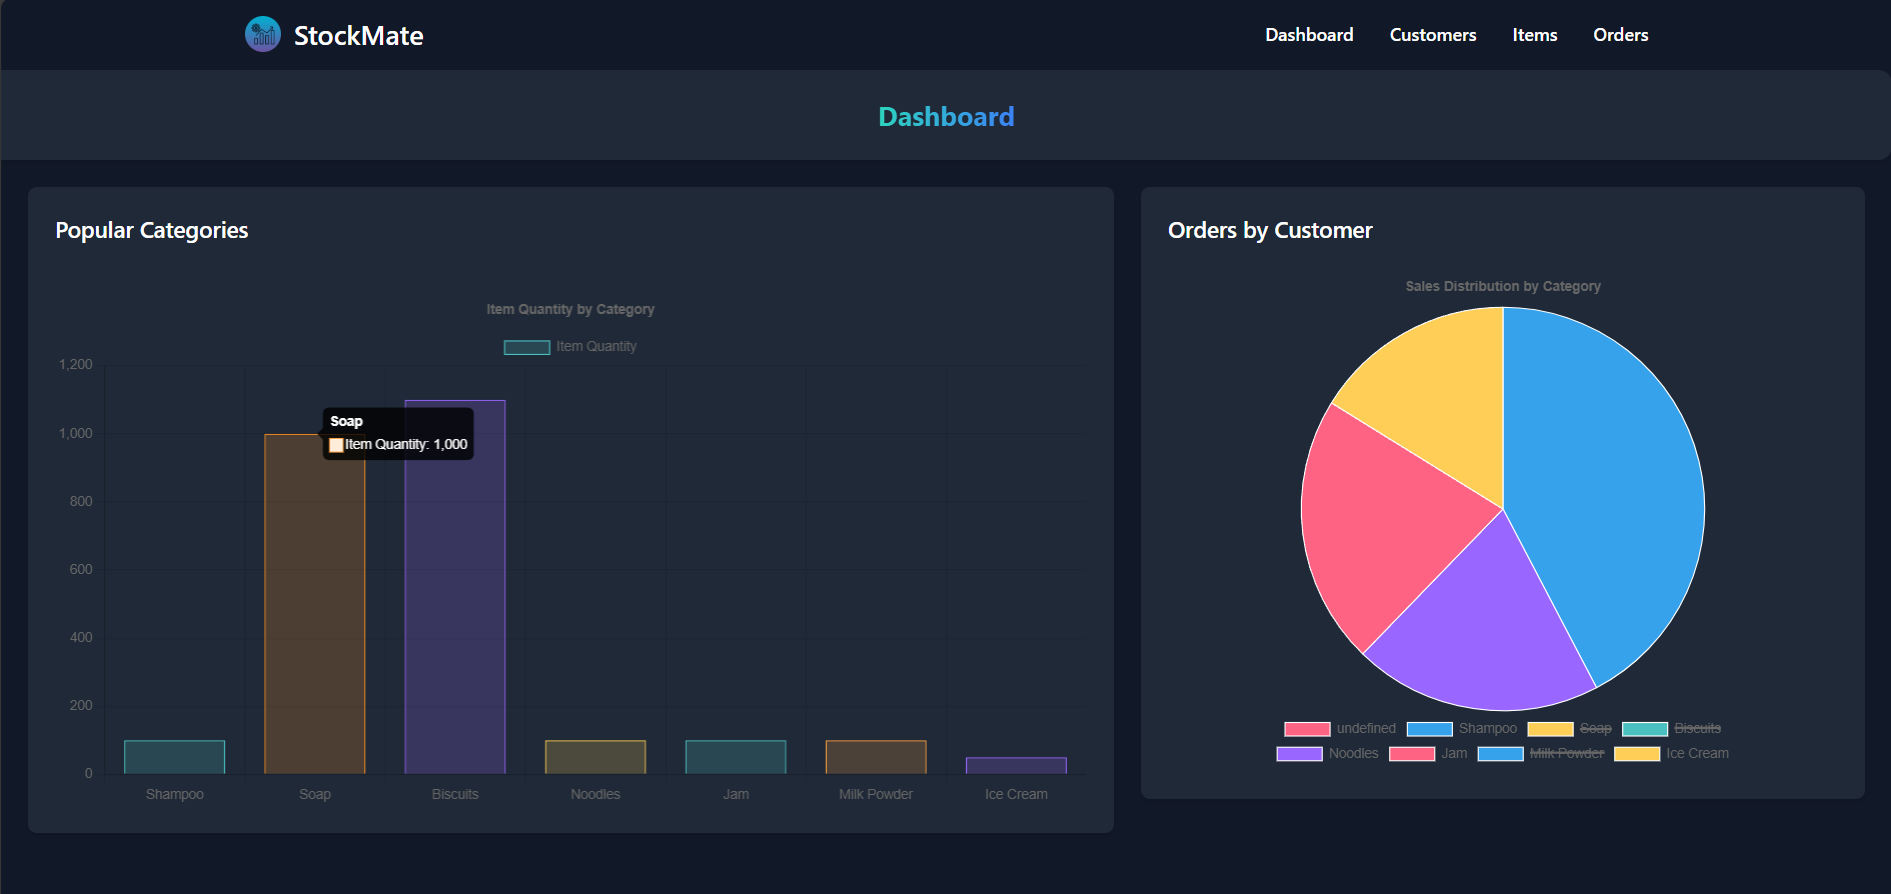 StockMate
Dashboard Customers Items Orders
Dashboard
Popular Categories
Item Quantity by Category
Item Quantity
1,200
1,000
800
600
400
200
0
Soap
Item Quantity: 1,000
Shampoo Soap Biscuits Noodles Jam Milk Powder Ice Cream
Orders by Customer
Sales Distribution by Category
undefined Shampoo Soap Biscuits
Noodles Jam Milk Powder Ice Cream